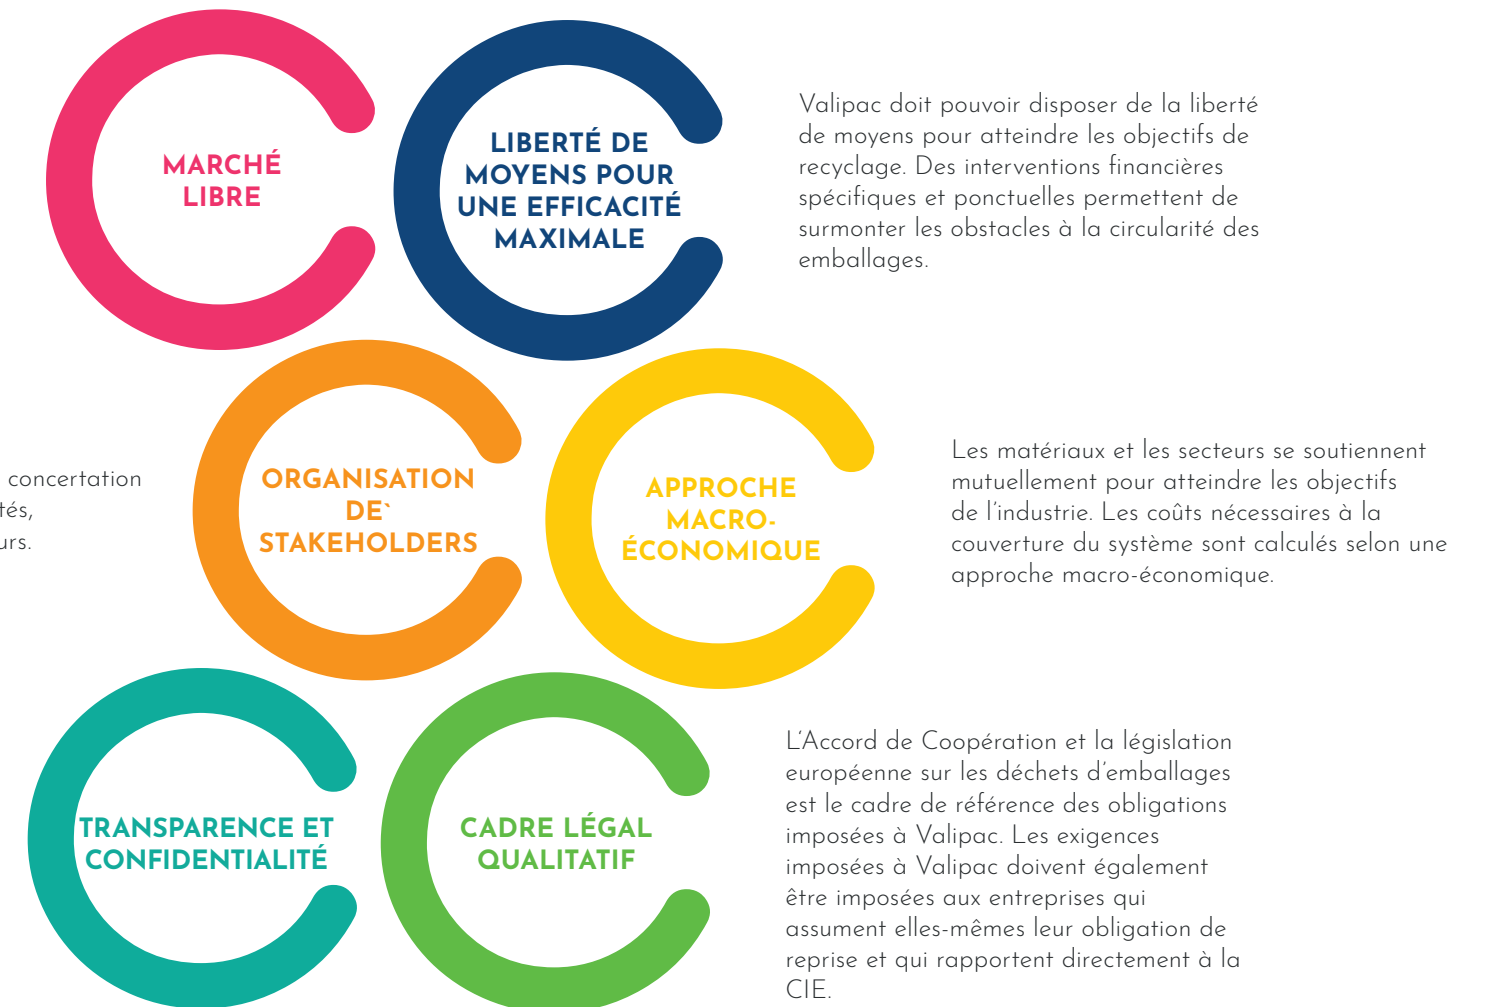 MARCHÉ
LIBRE
LIBERTÉ DE
MOYENS POUR
UNE EFFICACITÉ
MAXIMALE
Valipac doit pouvoir disposer de la liberté
de moyens pour atteindre les objectifs de
recyclage. Des interventions financières
spécifiques et ponctuelles permettent de
surmonter les obstacles à la circularité des
emballages.
concertation
tés,
urs.
ORGANISATION
DE`
STAKEHOLDERS
APPROCHE
MACRO-
ÉCONOMIQUE
Les matériaux et les secteurs se soutiennent
mutuellement pour atteindre les objectifs
de l'industrie. Les coûts nécessaires à la
couverture du système sont calculés selon une
approche macro-économique.
TRANSPARENCE ET
CONFIDENTIALITÉ
CADRE LÉGAL
QUALITATIF
L'Accord de Coopération et la législation
européenne sur les déchets d'emballages
est le cadre de référence des obligations
imposées à Valipac. Les exigences
imposées à Valipac doivent également
être imposées aux entreprises qui
assument elles-mêmes leur obligation de
reprise et qui rapportent directement à la
CIE.